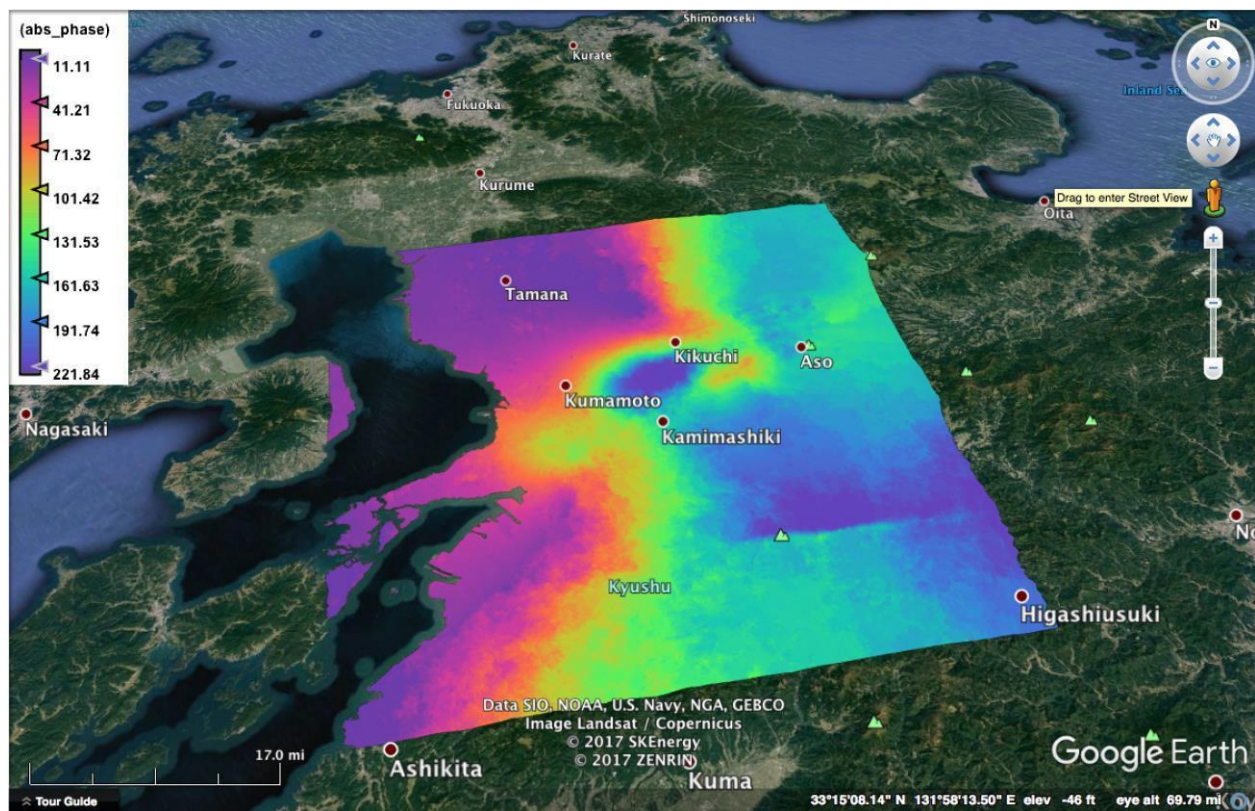 (abs_phase)
11.11
41.21
71.32
101.42
131.53
161.63
191.74
221.84
Shimonoseki
Kurate
N
Fukuoka
Inland Sea
Kurume
Drag to enter Street View
Oita
Tamana
Kikuchi
Aso
Kumamoto
Nagasaki
Kamimashiki
No
Kyushu
Higashiusuki
Data SIO, NOAA, U.S. Navy, NGA, GEBCO
Image Landsat / Copernicus
© 2017 SKEnergy
© 2017 ZENRIN
17.0 mi
Ashikita
Kuma
Google Earth
Tour Guide
33°15'08.14" N 131°58'13.50" E elev -46 ft eye alt 69.79 mi